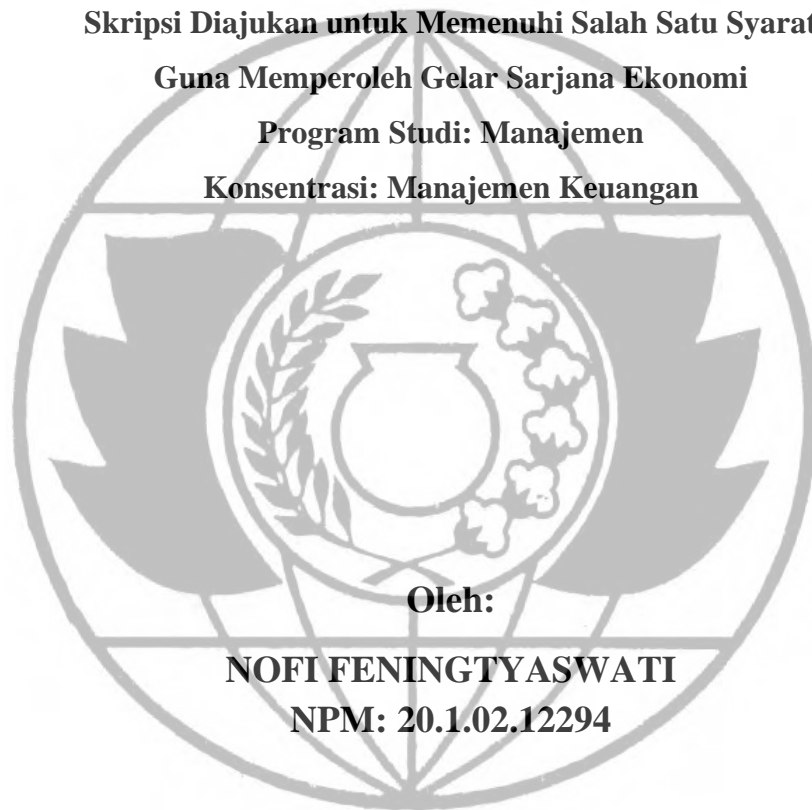 Skripsi Diajukan untuk Memenuhi Salah Satu Syarat
Guna Memperoleh Gelar Sarjana Ekonomi
Program Studi: Manajemen
Konsentrasi: Manajemen Keuangan
Oleh:
NOFI FENINGTYASWATI
NPM: 20.1.02.12294